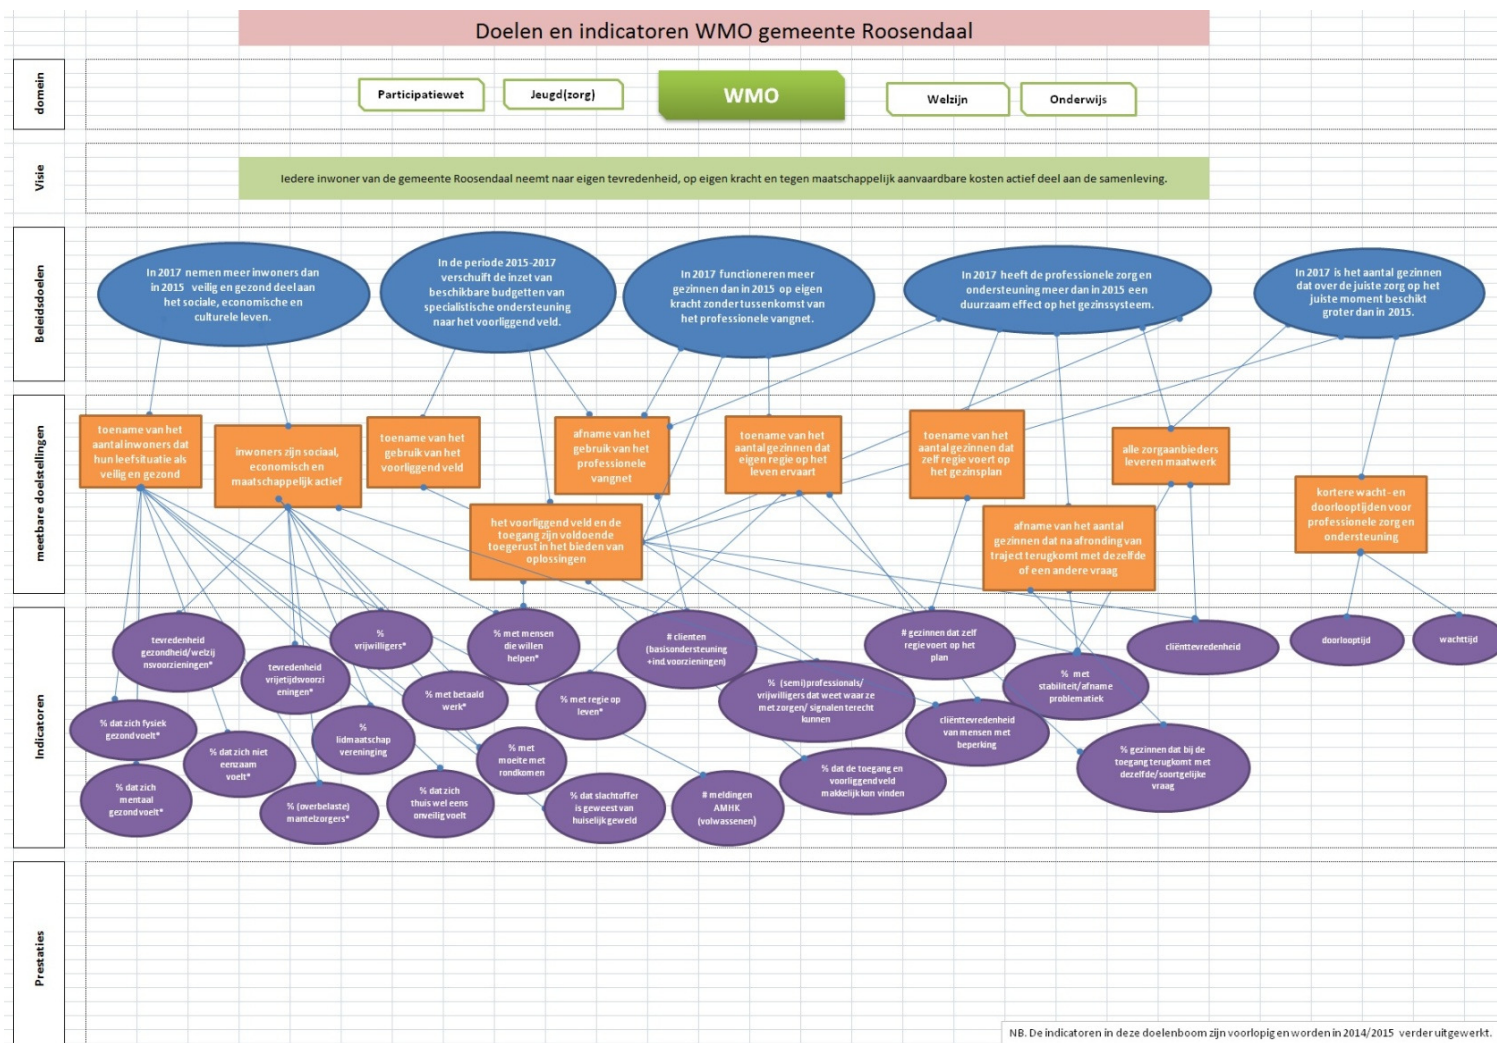 Doelen en indicatoren WMO gemeente Roosendaal
domein
Participatiewet
Jeugd(zorg)
WMO
Welzijn
Onderwijs
Visie
Iedere inwoner van de gemeente Roosendaal neemt naar eigen tevredenheid, op eigen kracht en tegen maatschappelijk aanvaardbare kosten actief deel aan de samenleving.
Beleidsdoelen
In 2017 nemen meer inwoners dan
in 2015 veilig en gezond deel aan
het sociale, economische en
culturele leven.
In de periode 2015-2017
verschuift de inzet van
beschikbare budgetten van
specialistische ondersteuning
naar het voorliggend veld.
In 2017 functioneren meer
gezinnen dan in 2015 op eigen
kracht zonder tussenkomst van
het professionele vangnet.
In 2017 heeft de professionele zorg en
ondersteuning meer dan in 2015 een
duurzaam effect op het gezinssysteem.
In 2017 is het aantal gezinnen
dat over de juiste zorg op het
juiste moment beschikt
groter dan in 2015.
meetbare doelstellingen
toename van het
aantal inwoners dat
hun leefsituatie als
veilig en gezond
inwoners zijn sociaal,
economisch en
maatschappelijk actief
toename van het
gebruik van het
voorliggend veld
afname van het
gebruik van het
professionele
vangnet
toename van het
aantal gezinnen dat
eigen regie op het
leven ervaart
toename van het
aantal gezinnen dat
zelf regie voert op
het gezinsplan
alle zorgaanbieders
leveren maatwerk
kortere wacht- en
doorlooptijden voor
professionele zorg en
ondersteuning
het voorliggend veld en de
toegang zijn voldoende
toegerust in het bieden van
oplossingen
afname van het aantal
gezinnen dat na afronding van
traject terugkomt met dezelfde
of een andere vraag
Indicatoren
tevredenheid
gezondheid/welzij
nsvoorzieningen*
tevredenheid
vrijetijdsvoorzi
eningen*
%
vrijwilligers*
% met mensen
die willen
helpen*
# clienten
(basisondersteuning
+ind voorzieningen)
# gezinnen dat zelf
regie voert op het
plan
cliënttevredenheid
doorlooptijd
wachttijd
% met betaald
werk*
% met regie op
leven*
% (semi)professionals/
vrijwilligers dat weet waar ze
met zorgen/ signalen terecht
kunnen
% met
stabiliteit/afname
problematiek
% dat zich fysiek
gezond voelt*
% dat zich niet
eenzaam
voelt*
%
lidmaatschap
vereninging
% met
moeite met
rondkomen
cliënttevredenheid
van mensen met
beperking
% gezinnen dat bij de
toegang terugkomt met
dezelfde/soortgelijke
vraag
% dat zich
mentaal
gezond voelt*
% (overbelaste)
mantelzorgers*
% dat zich
thuis wel eens
onveilig voelt
% dat slachtoffer
is geweest van
huiselijk geweld
# meldingen
AMHK
(volwassenen)
% dat de toegang en
voorliggend veld
makkelijk kan vinden
Prestaties
NB. De indicatoren in deze doelenboom zijn voorlopig en worden in 2014/2015 verder uitgewerkt.